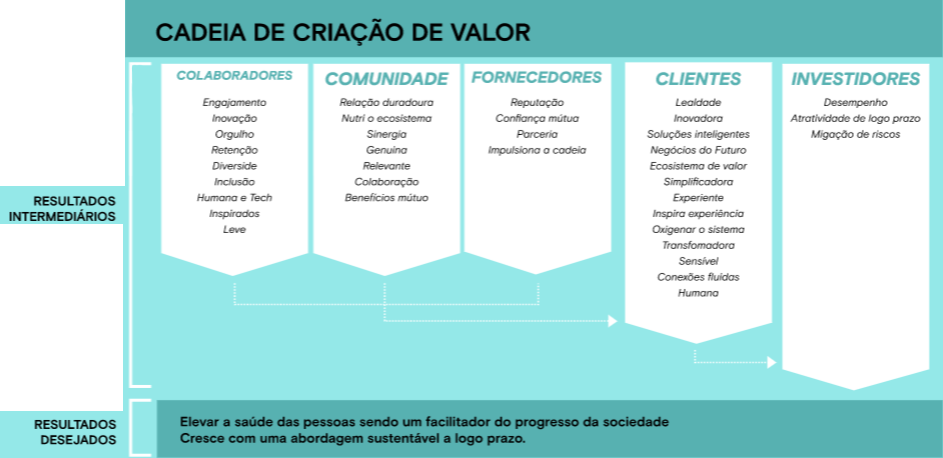 CADEIA DE CRIAÇÃO DE VALOR
COLABORADORES
Engajamento
Inovação
Orgulho
Retenção
Diverside
Inclusão
Humana e Tech
Inspirados
Leve
COMUNIDADE
Relação duradoura
Nutri o ecosistema
Sinergia
Genuína
Relevante
Colaboração
Benefícios mútuo
FORNECEDORES
Reputação
Confiança mútua
Parceria
Impulsiona a cadeia
CLIENTES
Lealdade
Inovadora
Soluções inteligentes
Negócios do Futuro
Ecosistema de valor
Simplificadora
Experiente
Inspira experiência
Oxigenar o sistema
Transfomadora
Sensível
Conexões fluídas
Humana
INVESTIDORES
Desempenho
Atratividade de logo prazo
Migação de riscos
RESULTADOS
INTERMEDIÁRIOS
RESULTADOS
DESEJADOS
Elevar a saúde das pessoas sendo um facilitador do progresso da sociedade
Cresce com uma abordagem sustentável a logo prazo.